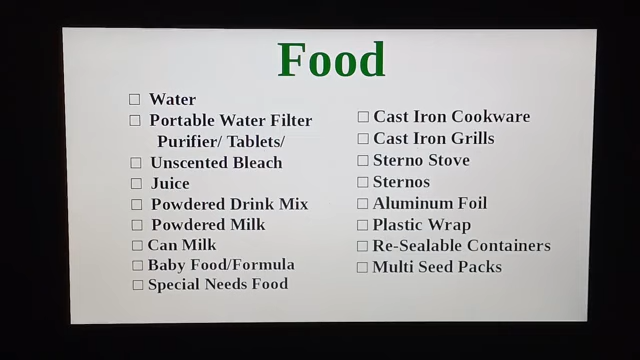 Food
☐ Water
☐ Portable Water Filter
Purifier/ Tablets/
☐ Unscented Bleach
☐ Juice
☐ Powdered Drink Mix
☐ Powdered Milk
☐ Can Milk
☐ Baby Food/Formula
☐ Special Needs Food
☐ Cast Iron Cookware
☐ Cast Iron Grills
☐ Sterno Stove
☐ Sternos
☐ Aluminum Foil
☐ Plastic Wrap
☐ Re-Sealable Containers
☐ Multi Seed Packs